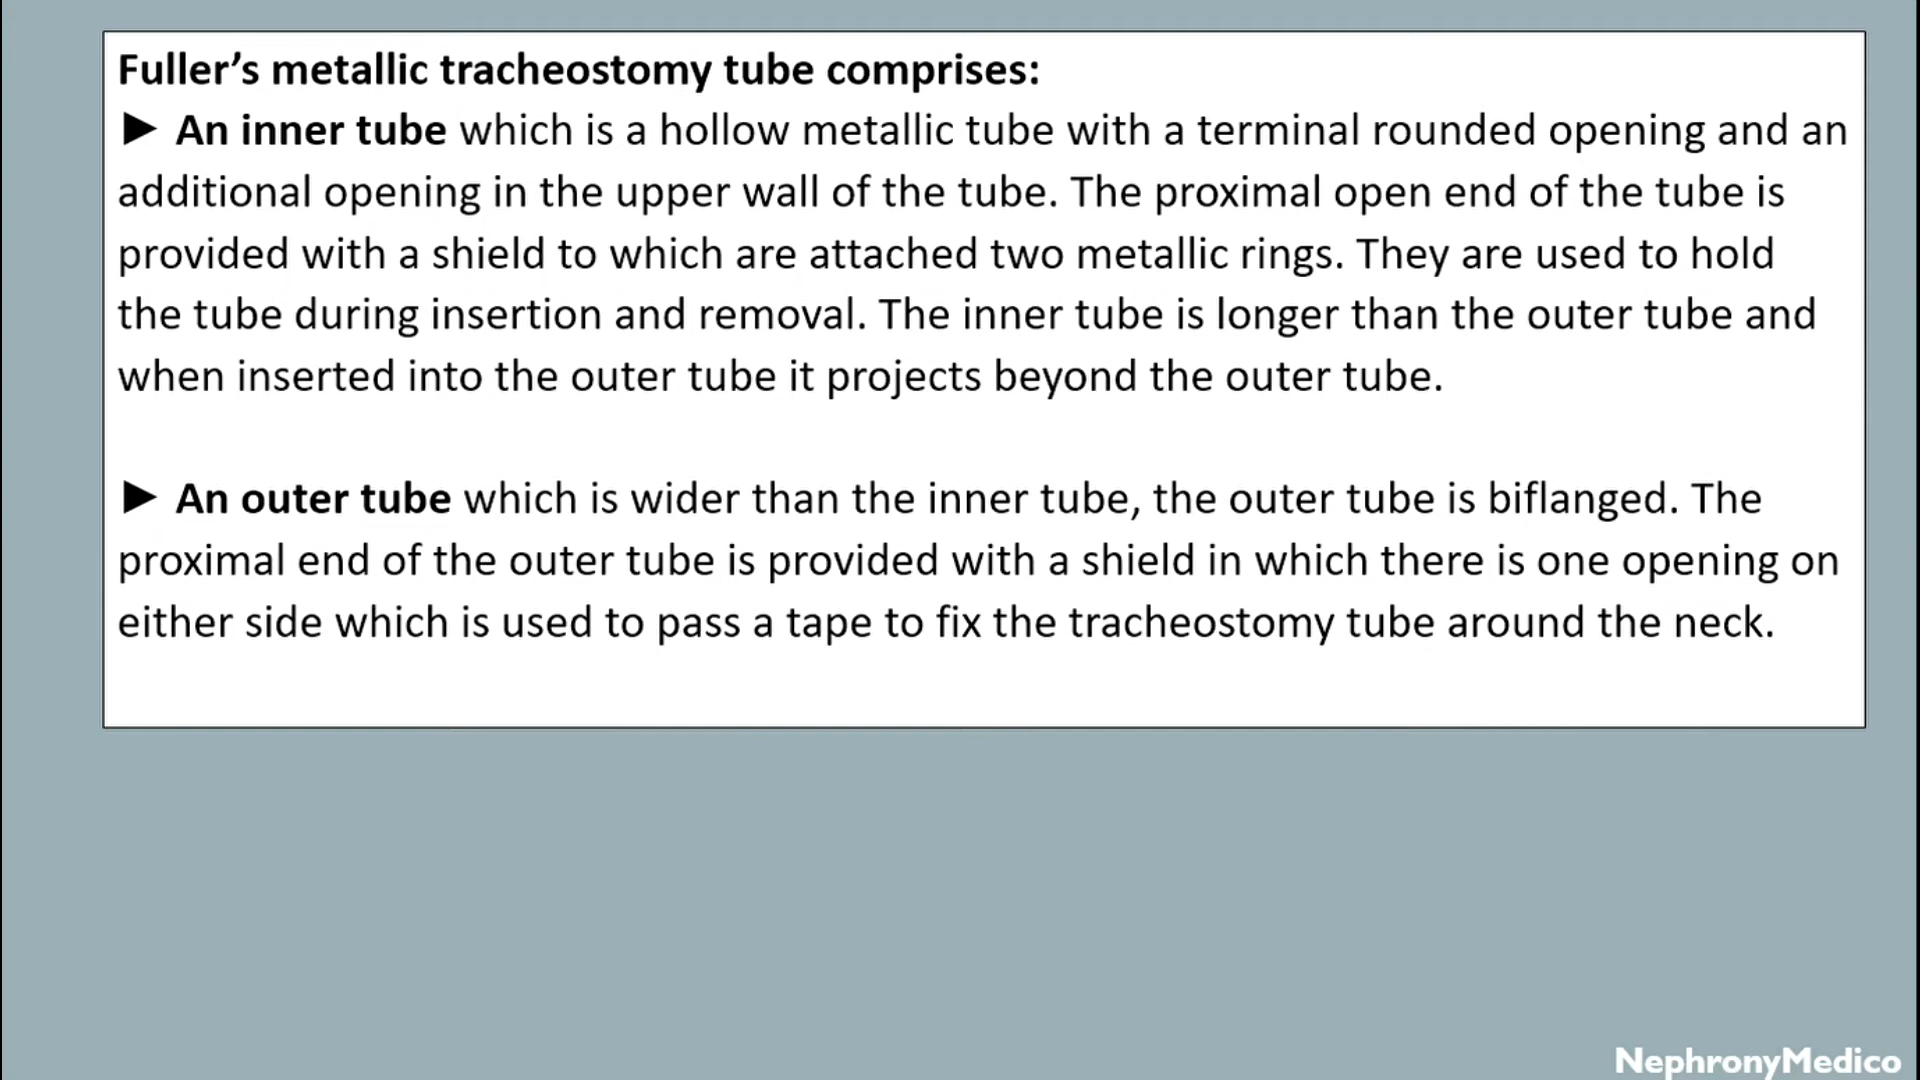 Fuller’s metallic tracheostomy tube comprises:
► An inner tube which is a hollow metallic tube with a terminal rounded opening and an
additional opening in the upper wall of the tube. The proximal open end of the tube is
provided with a shield to which are attached two metallic rings. They are used to hold
the tube during insertion and removal. The inner tube is longer than the outer tube and
when inserted into the outer tube it projects beyond the outer tube.
► An outer tube which is wider than the inner tube, the outer tube is biflanged. The
proximal end of the outer tube is provided with a shield in which there is one opening on
either side which is used to pass a tape to fix the tracheostomy tube around the neck.
NephronyMedico